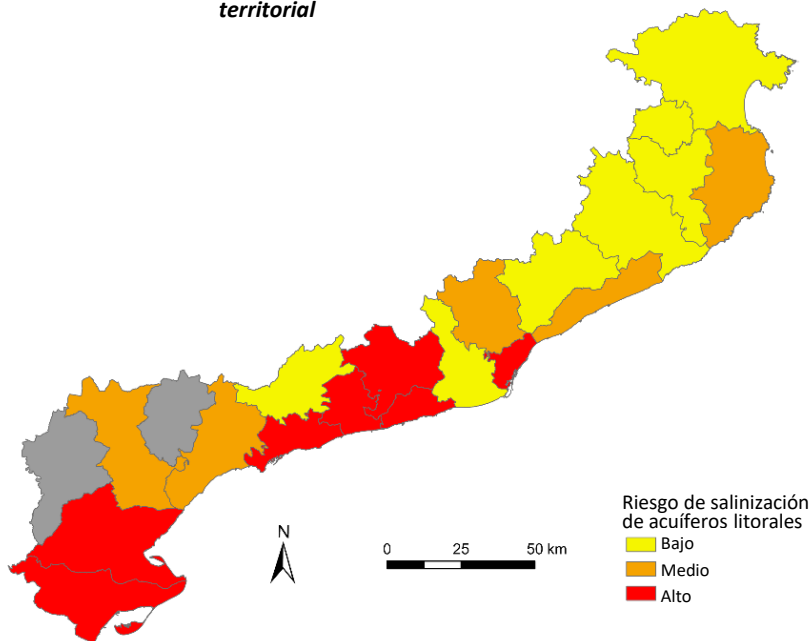 territorial
N
0 25 50 km
Riesgo de salinización
de acuíferos litorales
Bajo
Medio
Alto